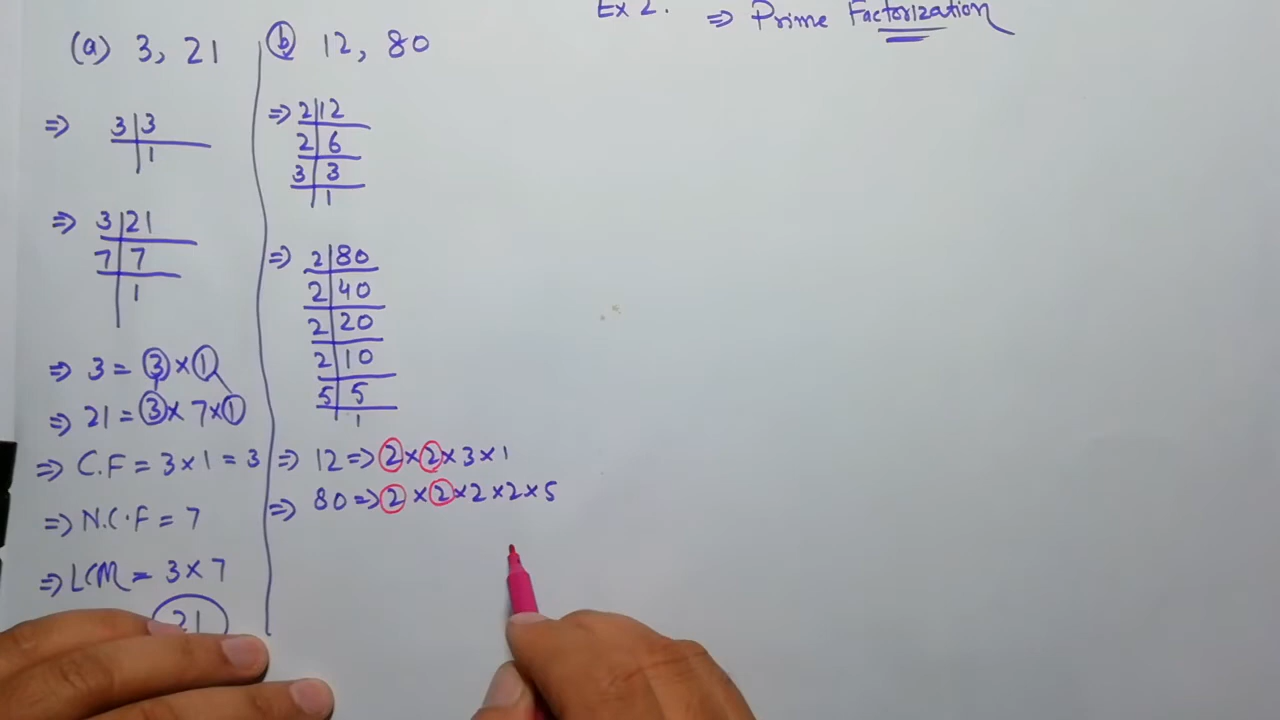 Ex 2. ⇒ Prime Factorization
(a) 3, 21
⇒ 3|3
1
⇒ 3|21
7|7
1
⇒ 3 = 3 × 1
⇒ 21 = 3 × 7 × 1
⇒ C.F = 3 × 1 = 3
⇒ N.C.F = 7
⇒ LCM = 3 × 7
21
(b) 12, 80
⇒ 2|12
2|6
3|3
1
⇒ 2|80
2|40
2|20
2|10
5|5
1
⇒ 12 ⇒ 2 × 2 × 3 × 1
⇒ 80 ⇒ 2 × 2 × 2 × 2 × 5